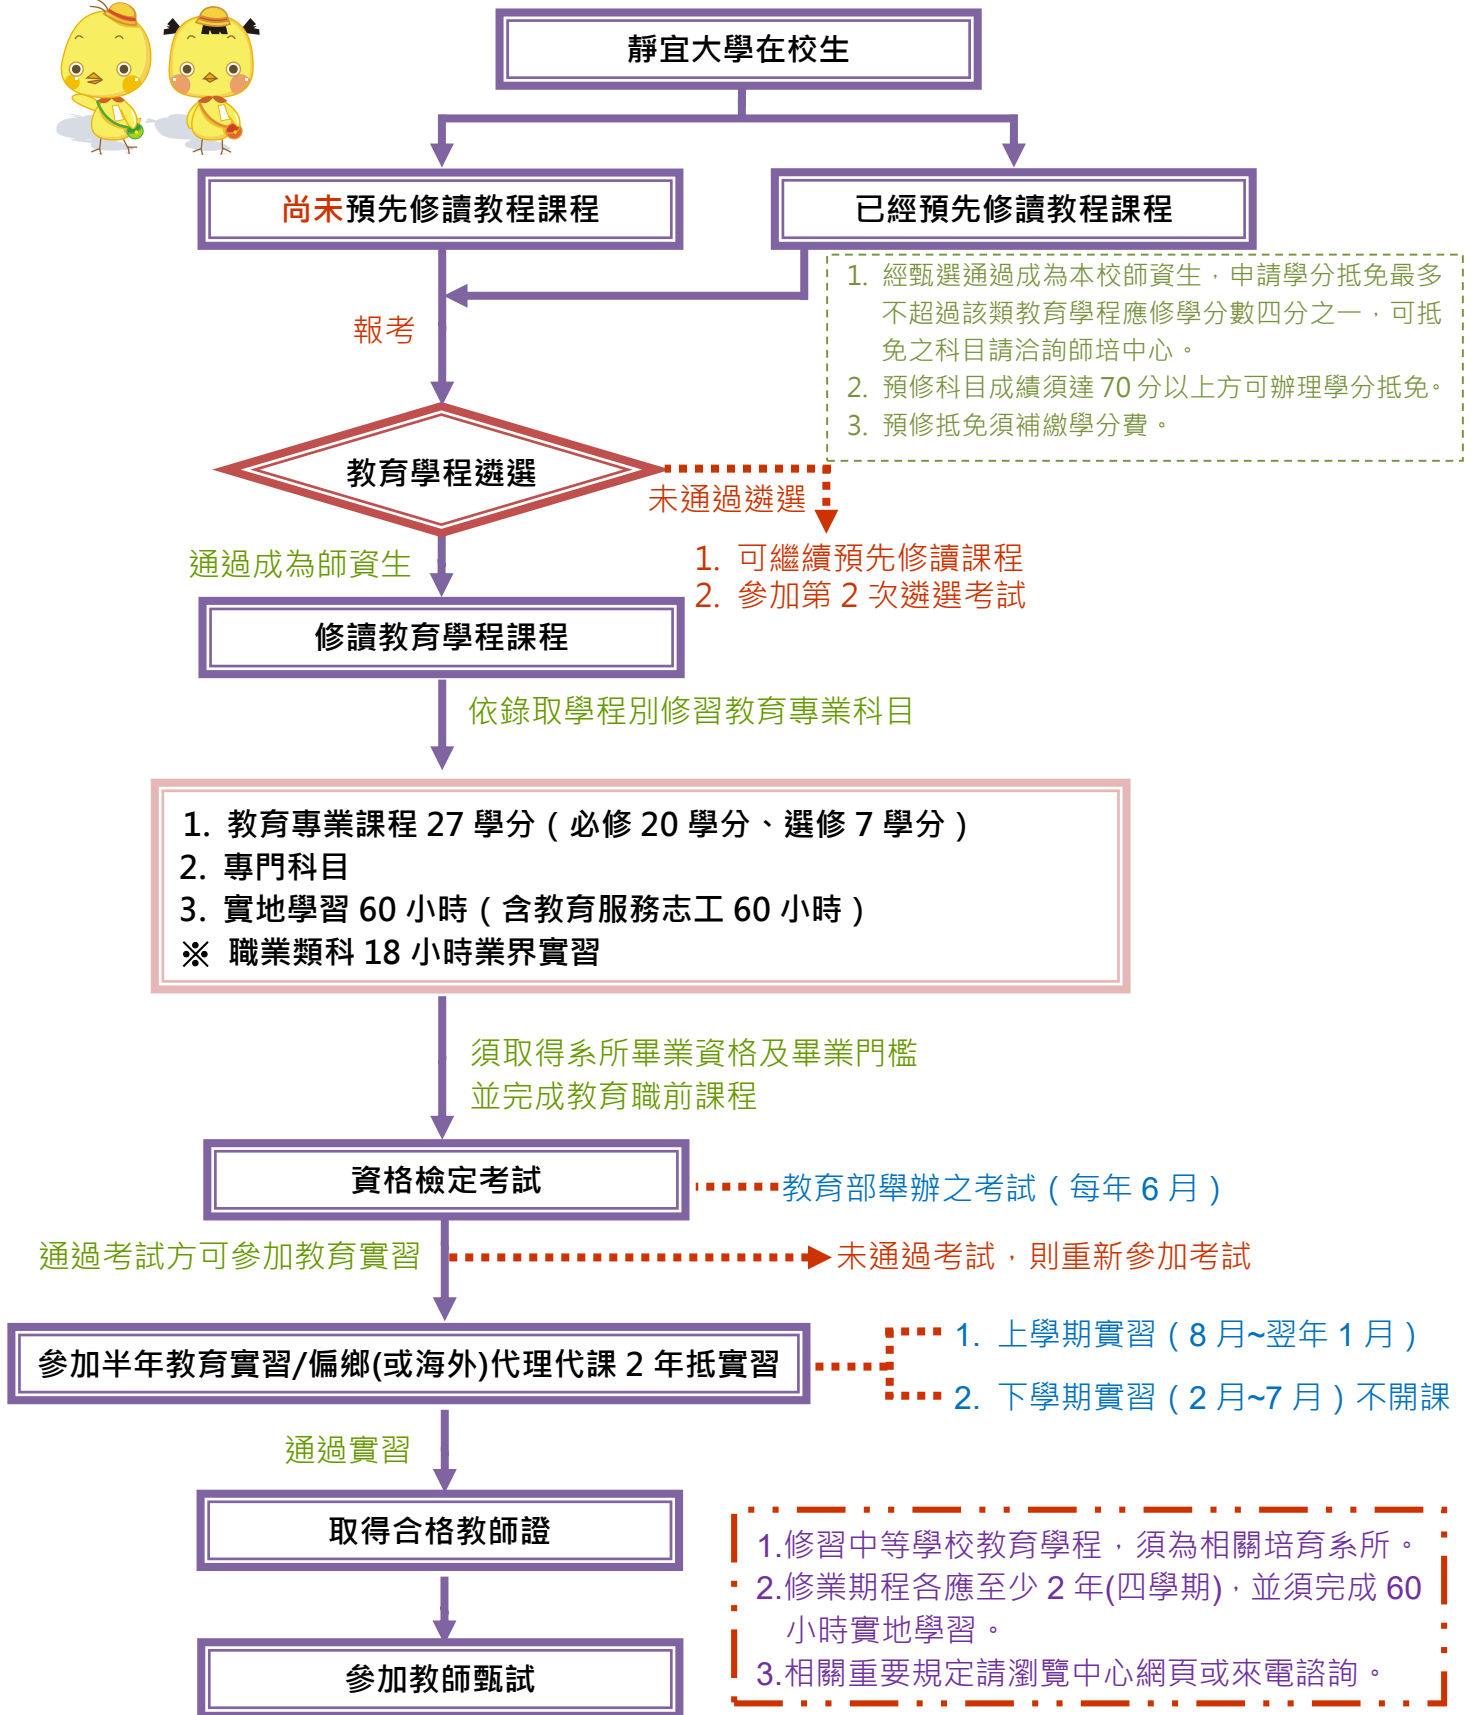 靜宜大學在校生
尚未預先修讀教程課程
已經預先修讀教程課程
1. 經甄選通過成為本校師資生，申請學分抵免最多
不超過該類教育學程應修學分數四分之一，可抵
免之科目請洽詢師培中心。
2. 預修科目成績須達 70 分以上方可辦理學分抵免。
3. 預修抵免須補繳學分費。
報考
教育學程遴選
未通過遴選
1. 可繼續預先修讀課程
2. 參加第 2 次遴選考試
通過成為師資生
修讀教育學程課程
依錄取學程別修習教育專業科目
1. 教育專業課程 27 學分（必修 20 學分、選修 7 學分）
2. 專門科目
3. 實地學習 60 小時（含教育服務志工 60 小時）
※ 職業類科 18 小時業界實習
須取得系所畢業資格及畢業門檻
並完成教育職前課程
資格檢定考試
教育部舉辦之考試（每年 6 月）
通過考試方可參加教育實習
未通過考試，則重新參加考試
參加半年教育實習/偏鄉(或海外)代理代課 2 年抵實習
1. 上學期實習（8 月~翌年 1 月）
2. 下學期實習（2 月~7 月）不開課
通過實習
取得合格教師證
參加教師甄試
1.修習中等學校教育學程，須為相關培育系所。
2.修業期程各應至少 2 年(四學期)，並須完成 60
小時實地學習。
3.相關重要規定請瀏覽中心網頁或來電諮詢。